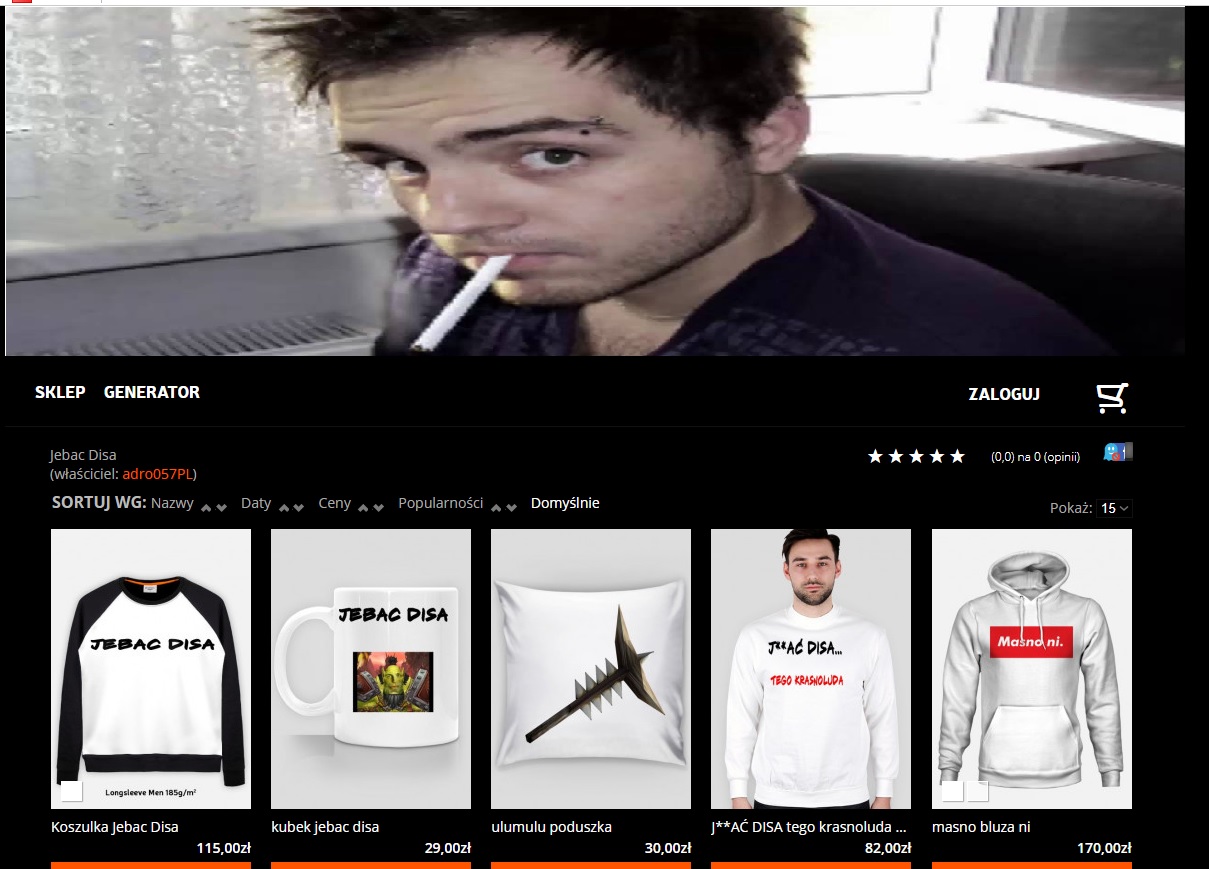 SKLEP GENERATOR ZALOGUJ
Jebac Disa
(właściciel: adro057PL)
(0,0) na 0 (opinii)
SORTUJ WG: Nazwy Daty Ceny Popularności Domyślnie
Pokaż: 15
JEBAC DISA
Longsleeve Men 185g/m²
JEBAC DISA
J**AĆ DISA...
TEGO KRASNOLUDA
Masno ni.
Koszulka Jebac Disa
115,00zł
kubek jebac disa
29,00zł
ulumulu poduszka
30,00zł
J**AĆ DISA tego krasnoluda ...
82,00zł
masno bluza ni
170,00zł